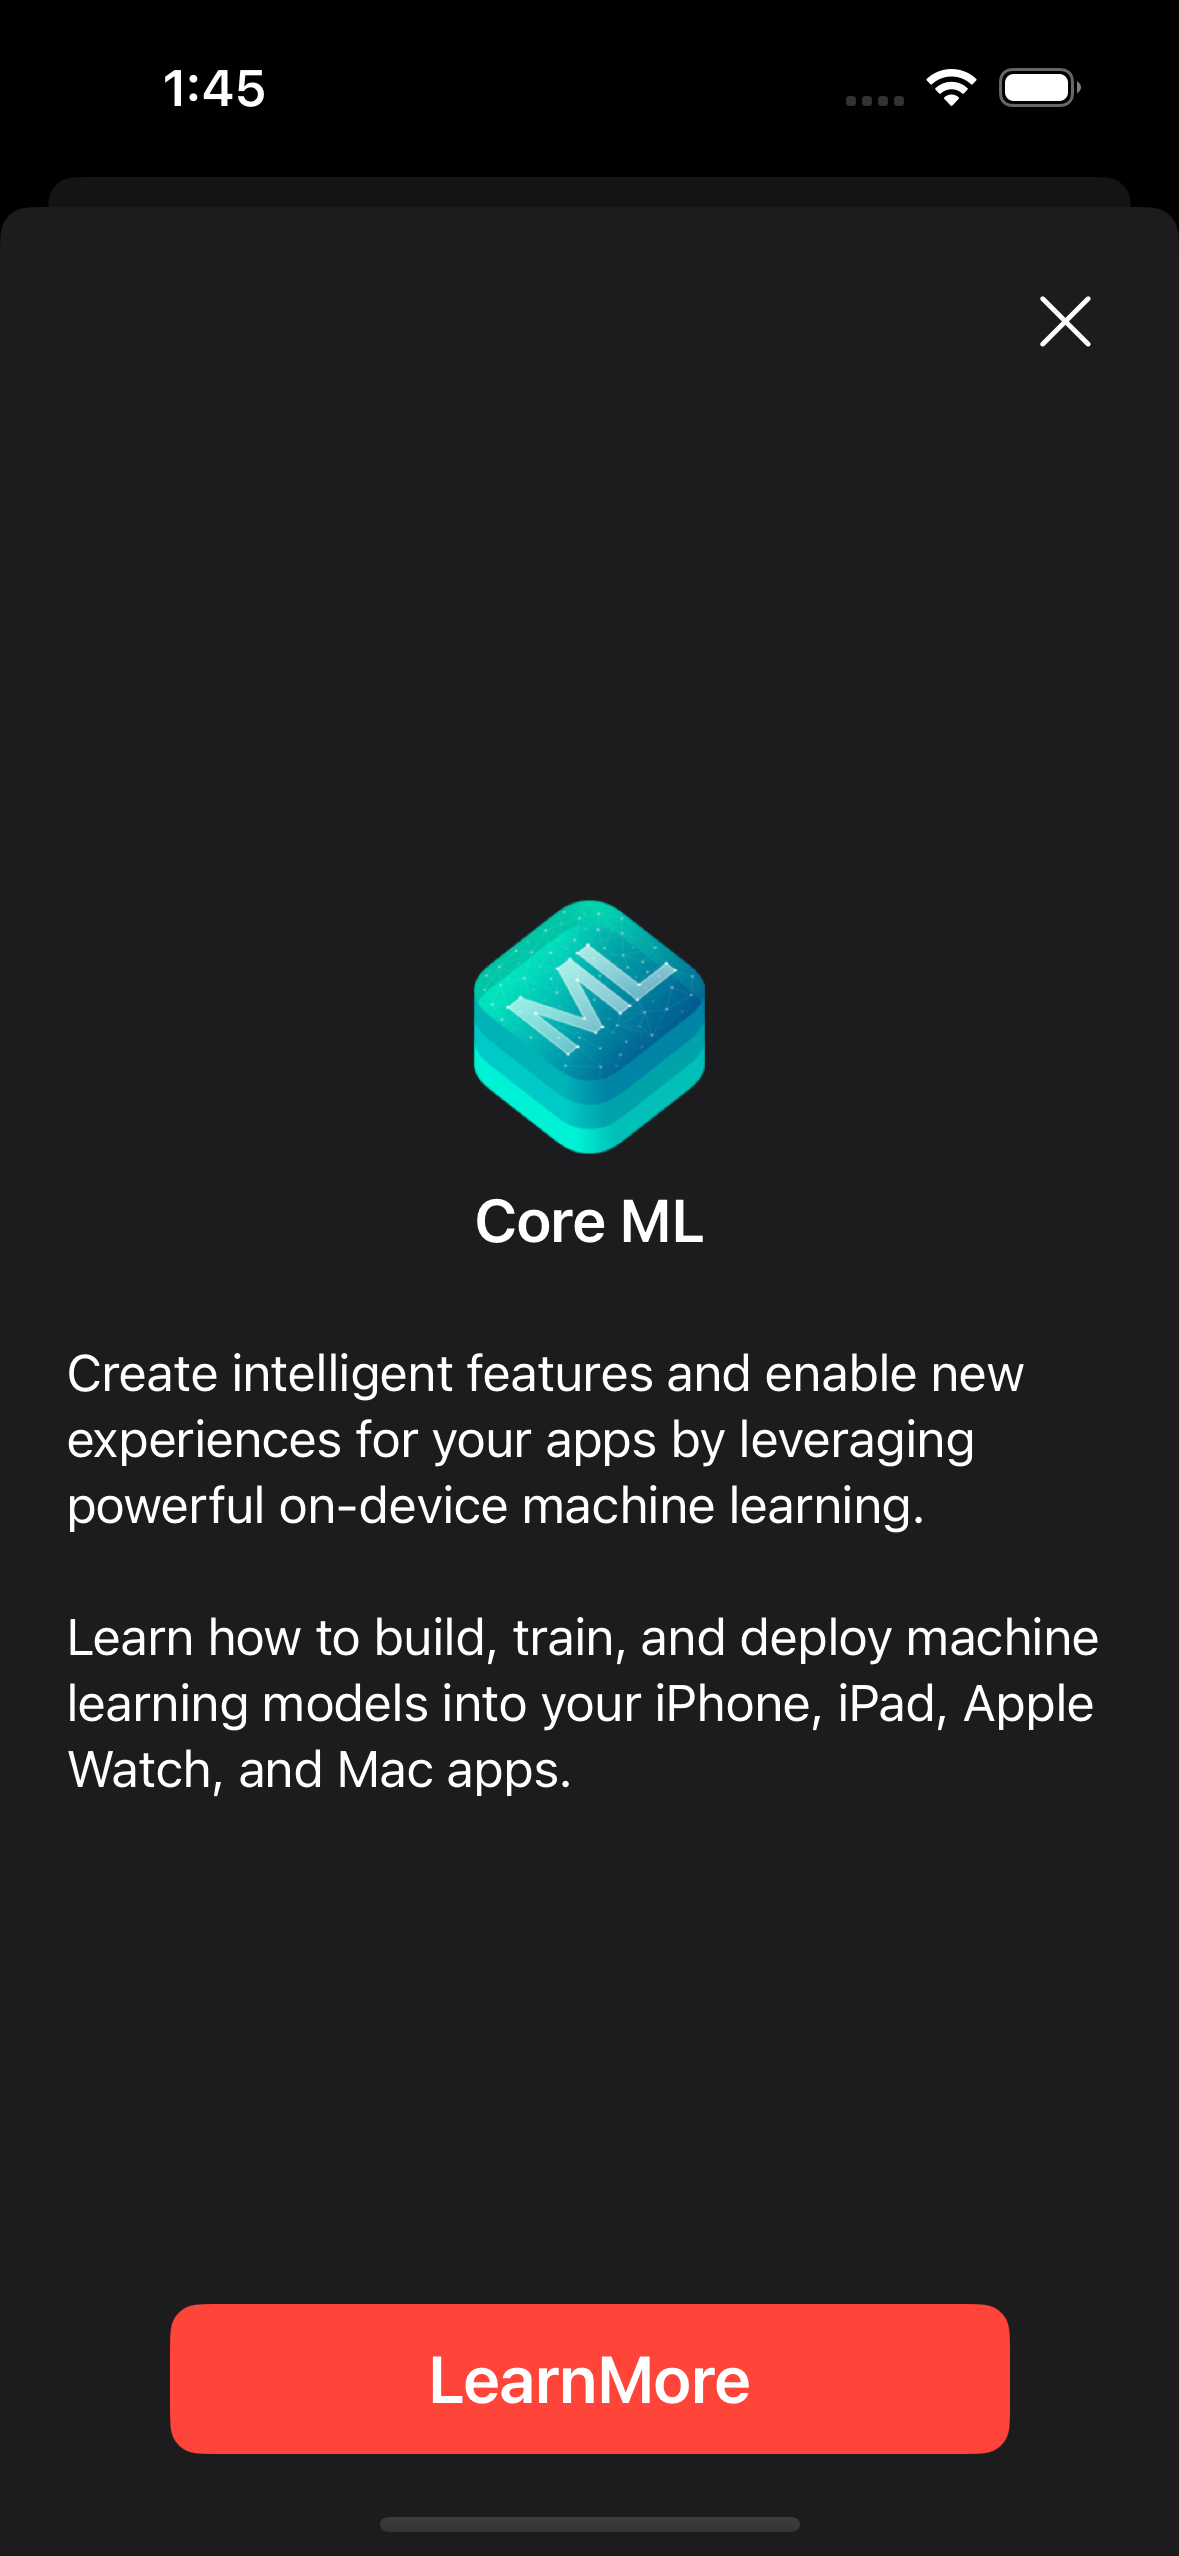 1:45
ML
Core ML
Create intelligent features and enable new
experiences for your apps by leveraging
powerful on-device machine learning.
Learn how to build, train, and deploy machine
learning models into your iPhone, iPad, Apple
Watch, and Mac apps.
LearnMore